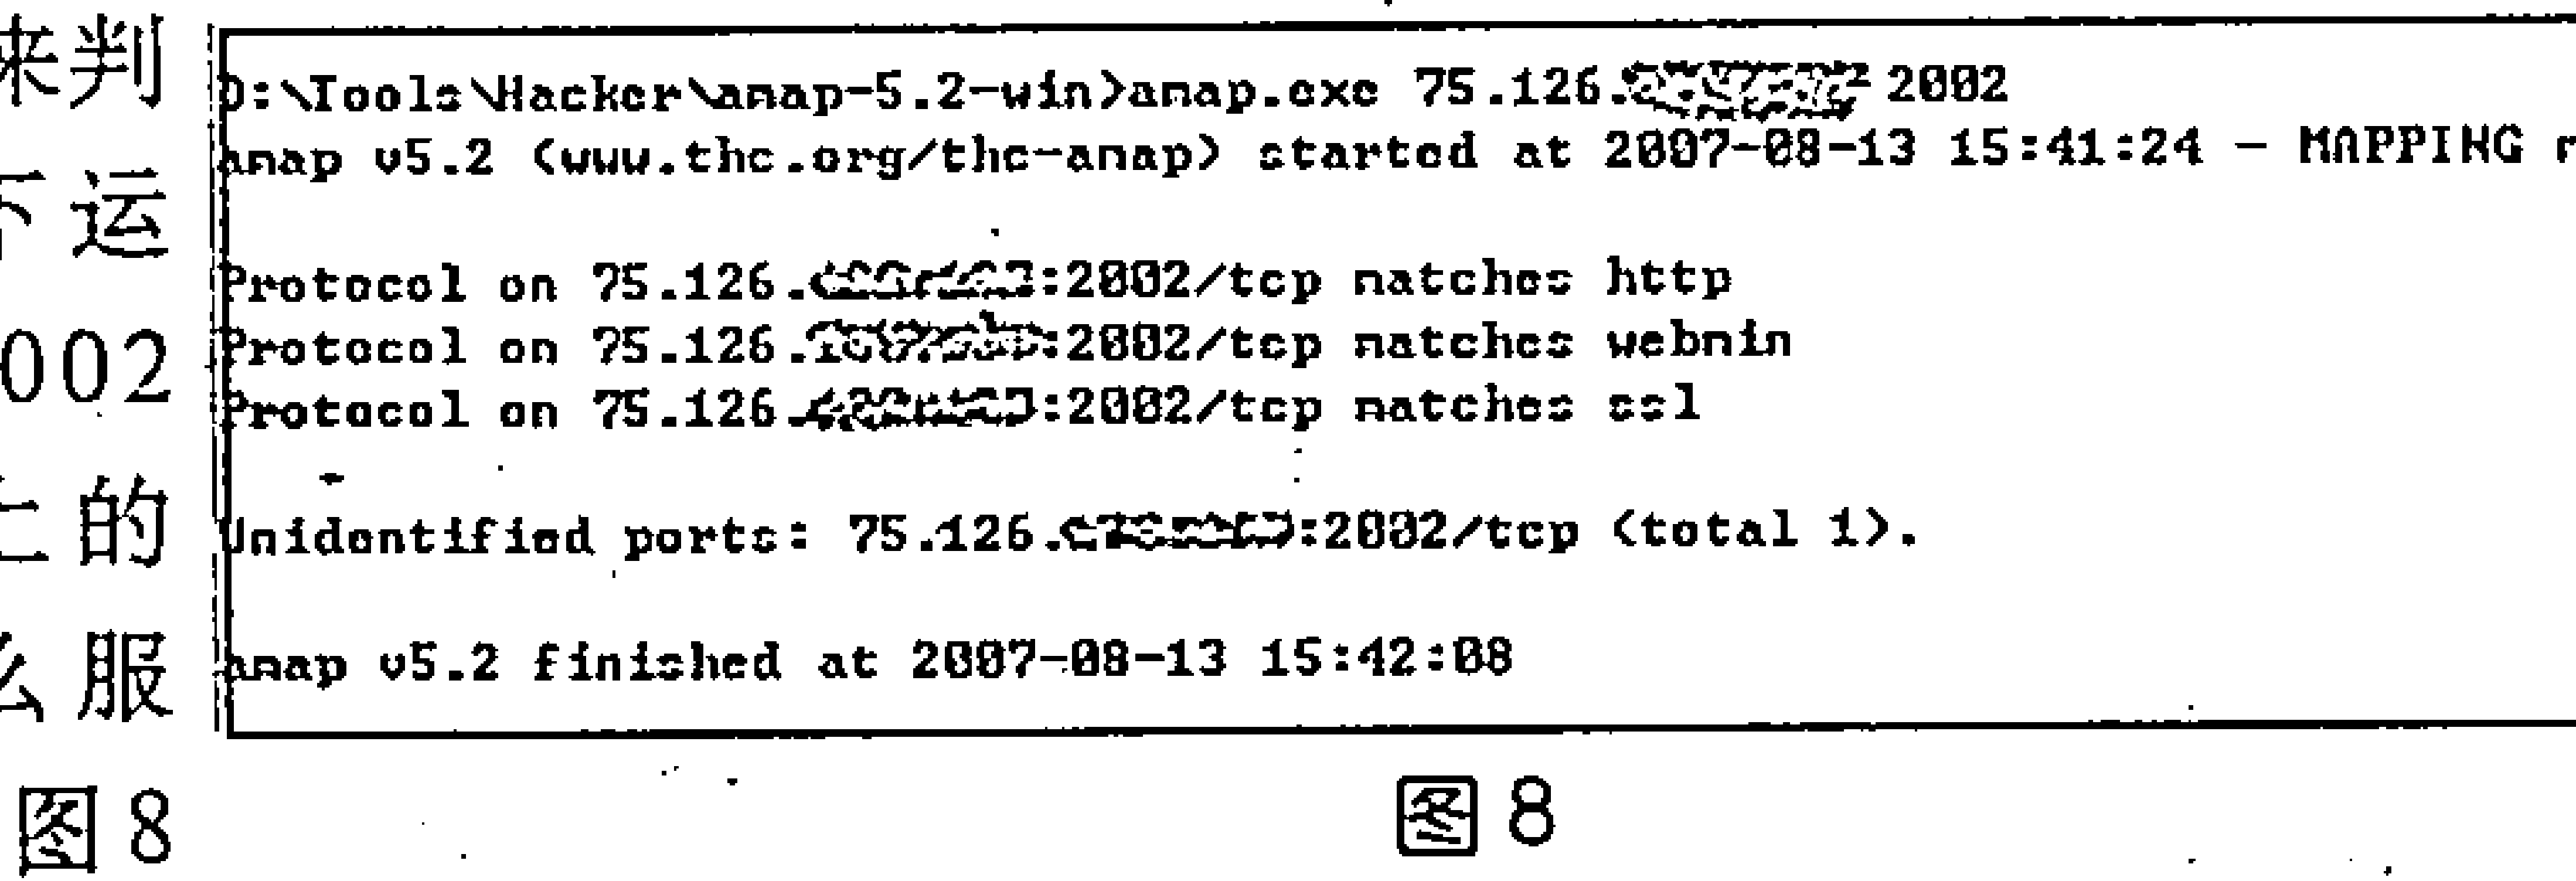 来判
下运
002
上的
么服
图8
D:\Tools\Hacker\amap-5.2-win>amap.exe 75.126. 2002
amap v5.2 (www.thc.org/thc-amap) started at 2007-08-13 15:41:24 - MAPPING
Protocol on 75.126. :2002/tcp matches http
Protocol on 75.126. :2002/tcp matches webmin
Protocol on 75.126. :2002/tcp matches ssl
Unidentified ports: 75.126. :2002/tcp (total 1).
amap v5.2 finished at 2007-08-13 15:42:08
图 8